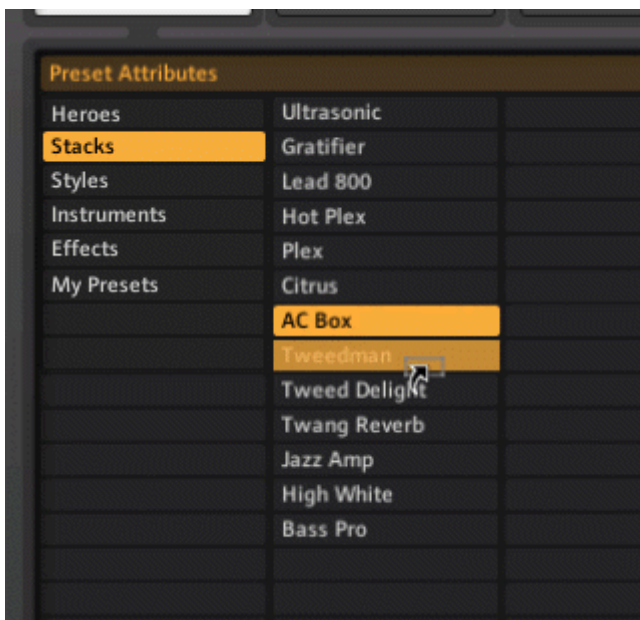 Preset Attributes
Heroes
Stacks
Styles
Instruments
Effects
My Presets
Ultrasonic
Gratifier
Lead 800
Hot Plex
Plex
Citrus
AC Box
Tweedman
Tweed Delight
Twang Reverb
Jazz Amp
High White
Bass Pro